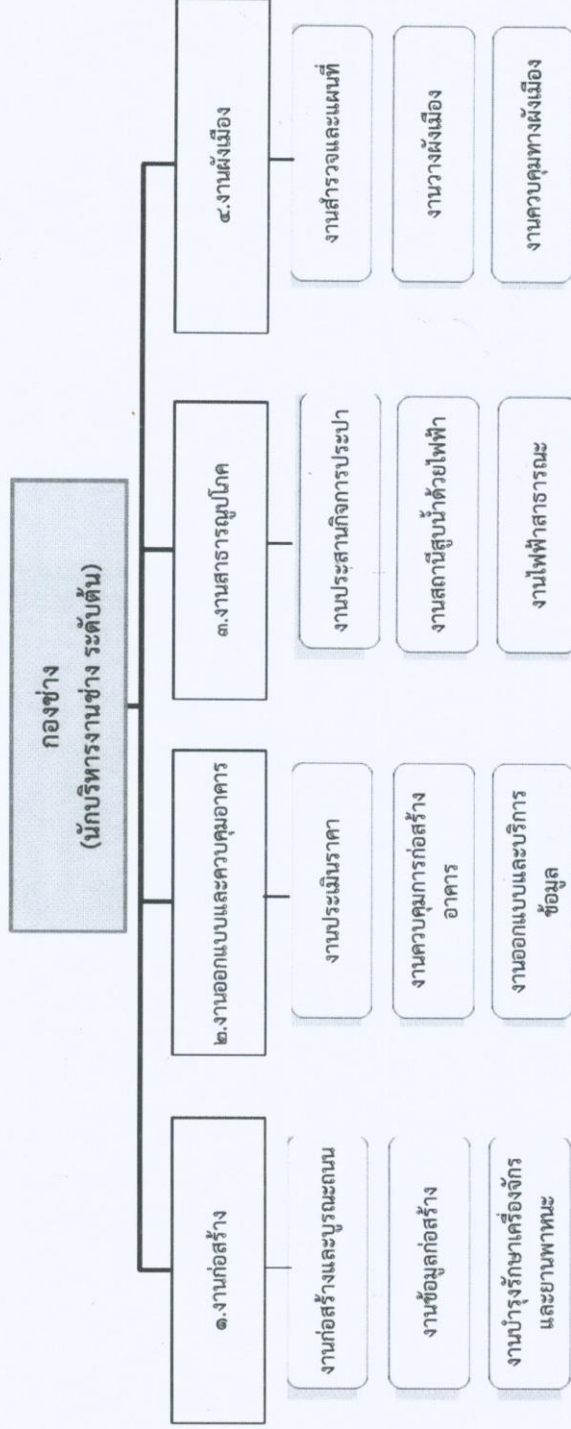 กองช่าง
(นักบริหารงานช่าง ระดับต้น)
๑.งานก่อสร้าง
งานก่อสร้างและบูรณะถนน
งานข้อมูลก่อสร้าง
งานบำรุงรักษาเครื่องจักร
และยานพาหนะ
๒.งานออกแบบและควบคุมอาคาร
งานประเมินราคา
งานควบคุมการก่อสร้าง
อาคาร
งานออกแบบและบริการ
ข้อมูล
๓.งานสาธารณูปโภค
งานประสานกิจการประปา
งานสถานีสูบน้ำด้วยไฟฟ้า
งานไฟฟ้าสาธารณะ
๔.งานผังเมือง
งานสำรวจและแผนที่
งานวางผังเมือง
งานควบคุมทางผังเมือง